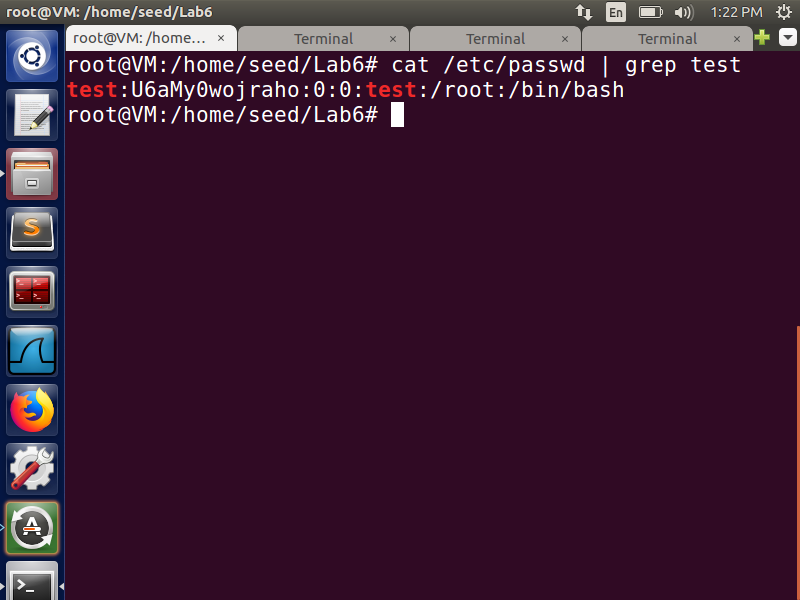 root@VM: /home/seed/Lab6
En
1:22 PM
root@VM: /home... ×
Terminal ×
Terminal ×
Terminal ×
root@VM:/home/seed/Lab6# cat /etc/passwd | grep test
test:U6aMy0wojraho:0:0:test:/root:/bin/bash
root@VM:/home/seed/Lab6#
S
>_ >_
>_ >_
A
>_